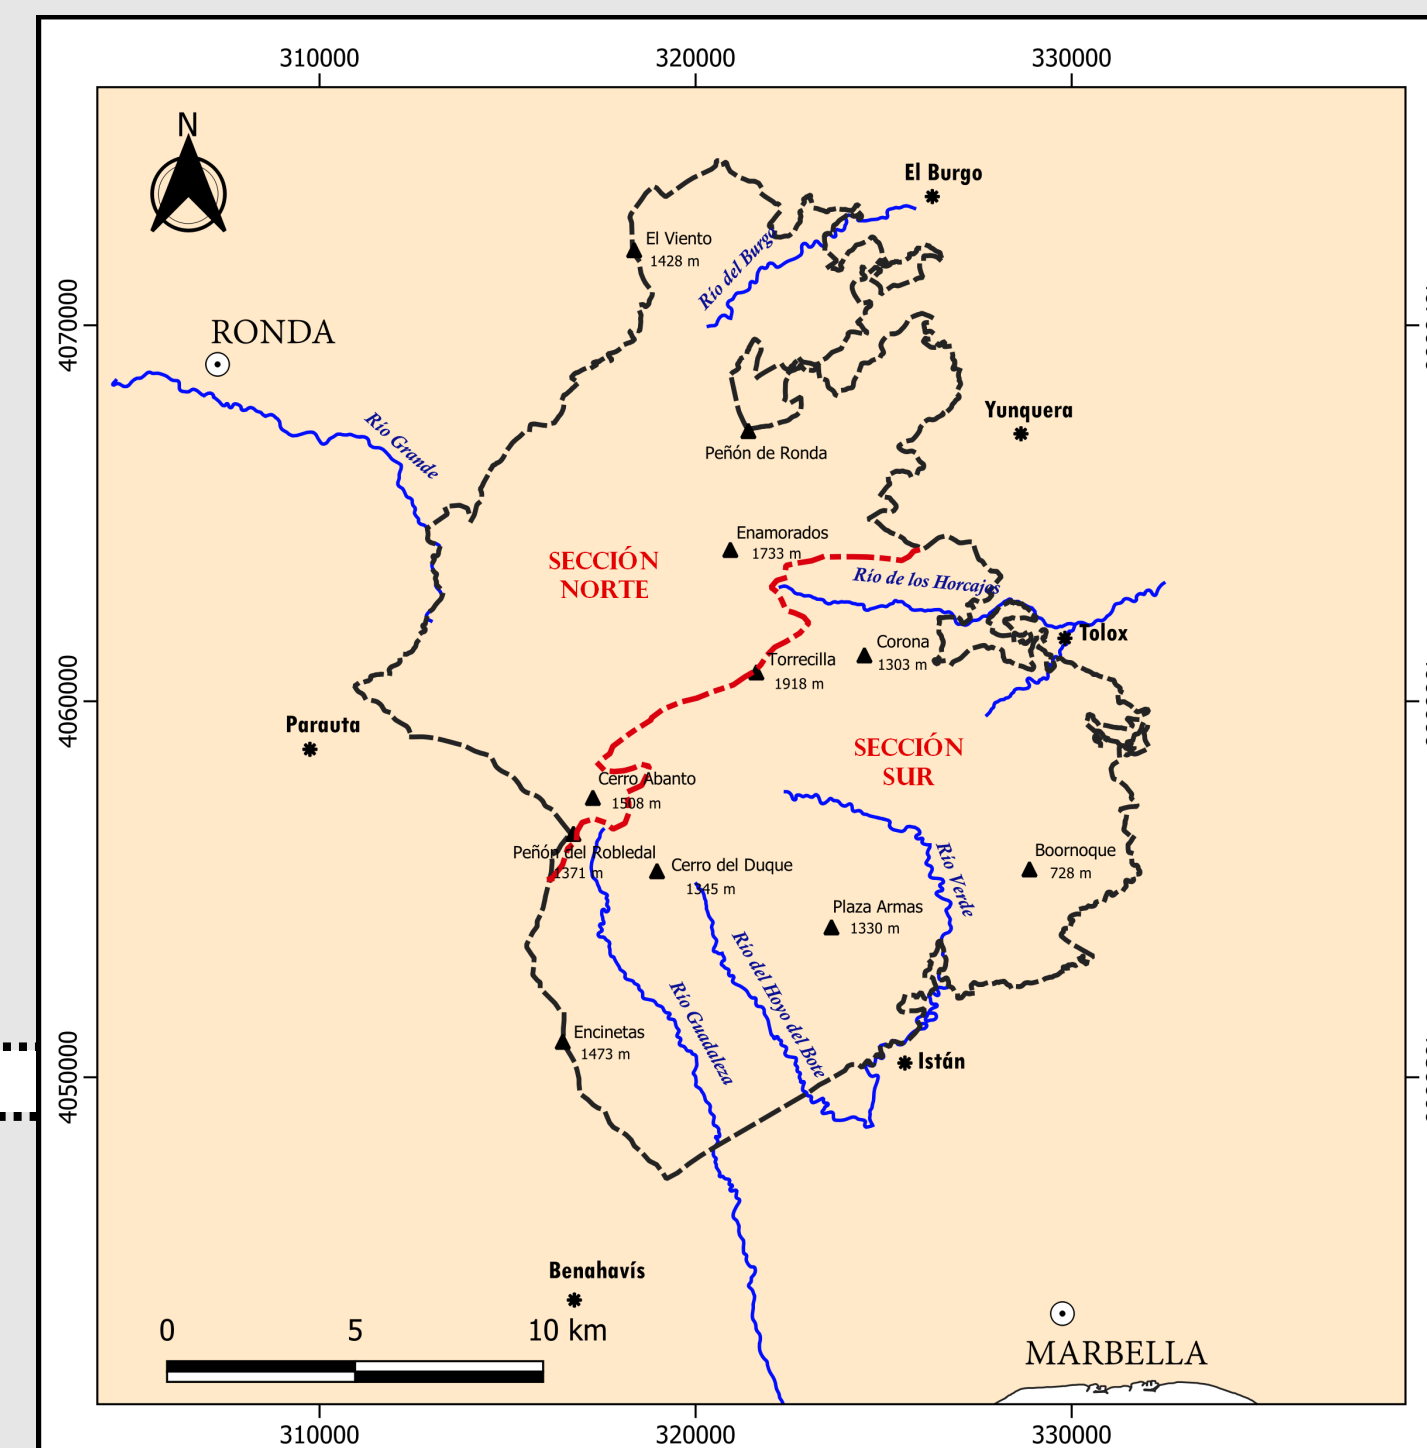 310000
320000
330000
N
El Burgo
El Viento
1428 m
Río del Burgo
4070000
RONDA
Río Grande
Yunquera
Peñón de Ronda
Enamorados
1733 m
SECCIÓN
NORTE
Río de los Horcajos
Tolox
Corona
1303 m
Torrecilla
1918 m
4060000
Parauta
SECCIÓN
SUR
Cerro Abanto
1508 m
Peñón del Robledal
1371 m
Cerro del Duque
1345 m
Río Verde
Boornoque
728 m
Plaza Armas
1330 m
Río del Hoyo del Bote
Río Guadaleza
Encinetas
1473 m
4050000
Istán
Benahavís
0
5
10 km
MARBELLA
310000
320000
330000